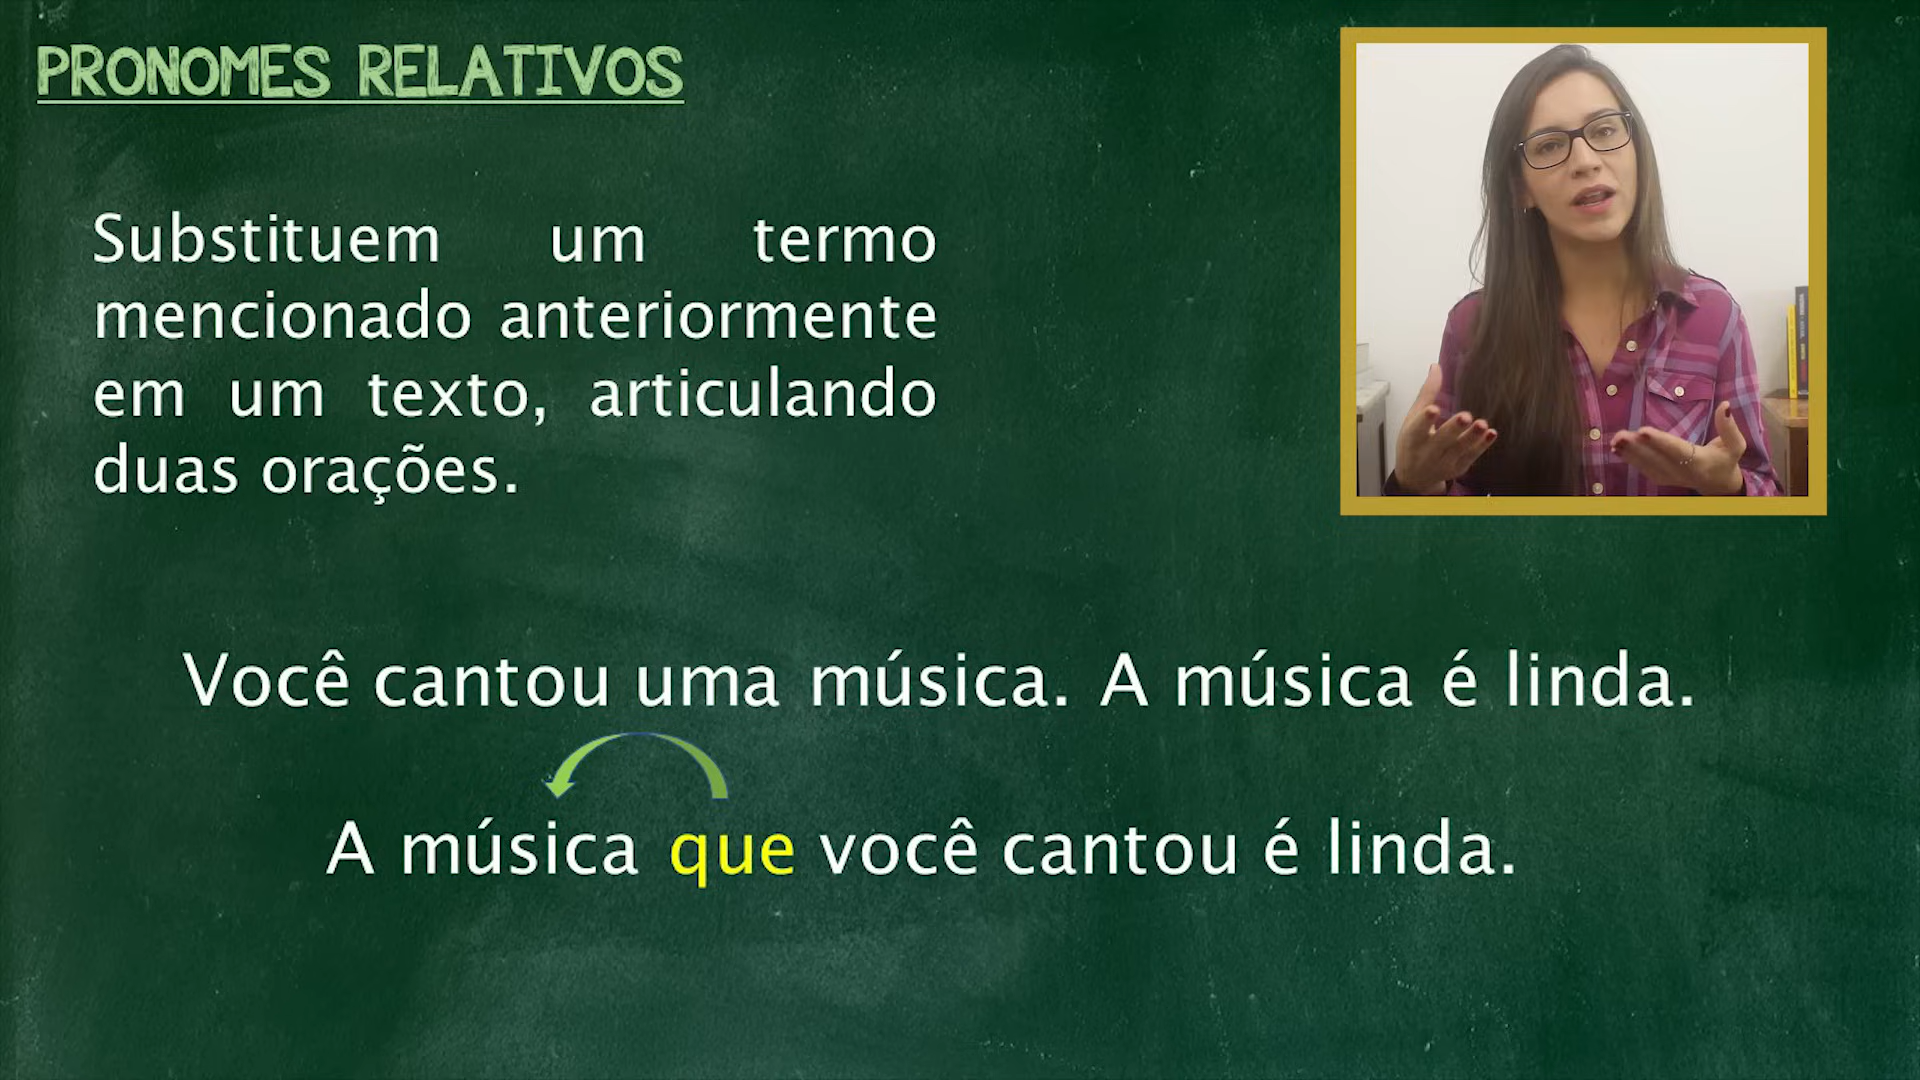 PRONOMES RELATIVOS
Substituem um termo
mencionado anteriormente
em um texto, articulando
duas orações.
Você cantou uma música. A música é linda.
A música que você cantou é linda.